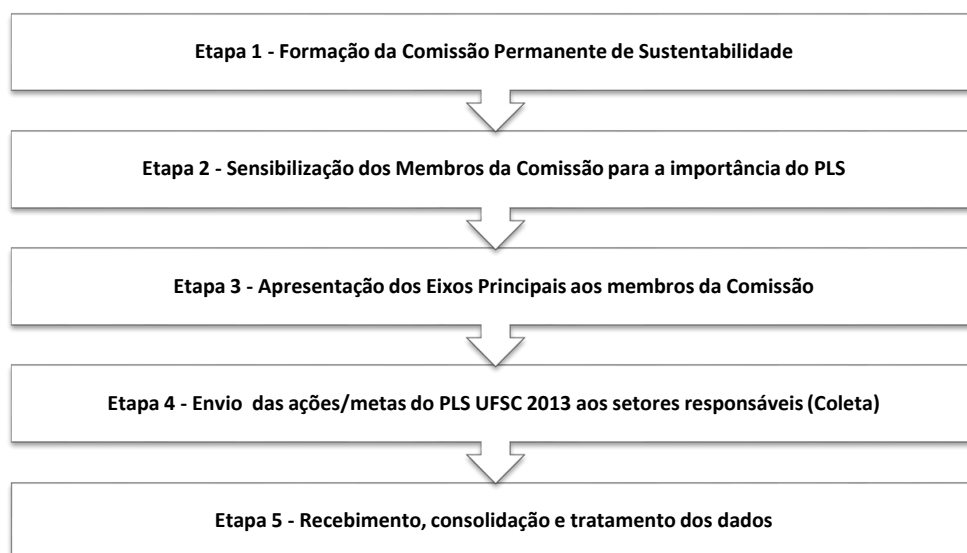 Etapa 1 - Formação da Comissão Permanente de Sustentabilidade
Etapa 2 - Sensibilização dos Membros da Comissão para a importância do PLS
Etapa 3 - Apresentação dos Eixos Principais aos membros da Comissão
Etapa 4 - Envio das ações/metas do PLS UFSC 2013 aos setores responsáveis (Coleta)
Etapa 5 - Recebimento, consolidação e tratamento dos dados